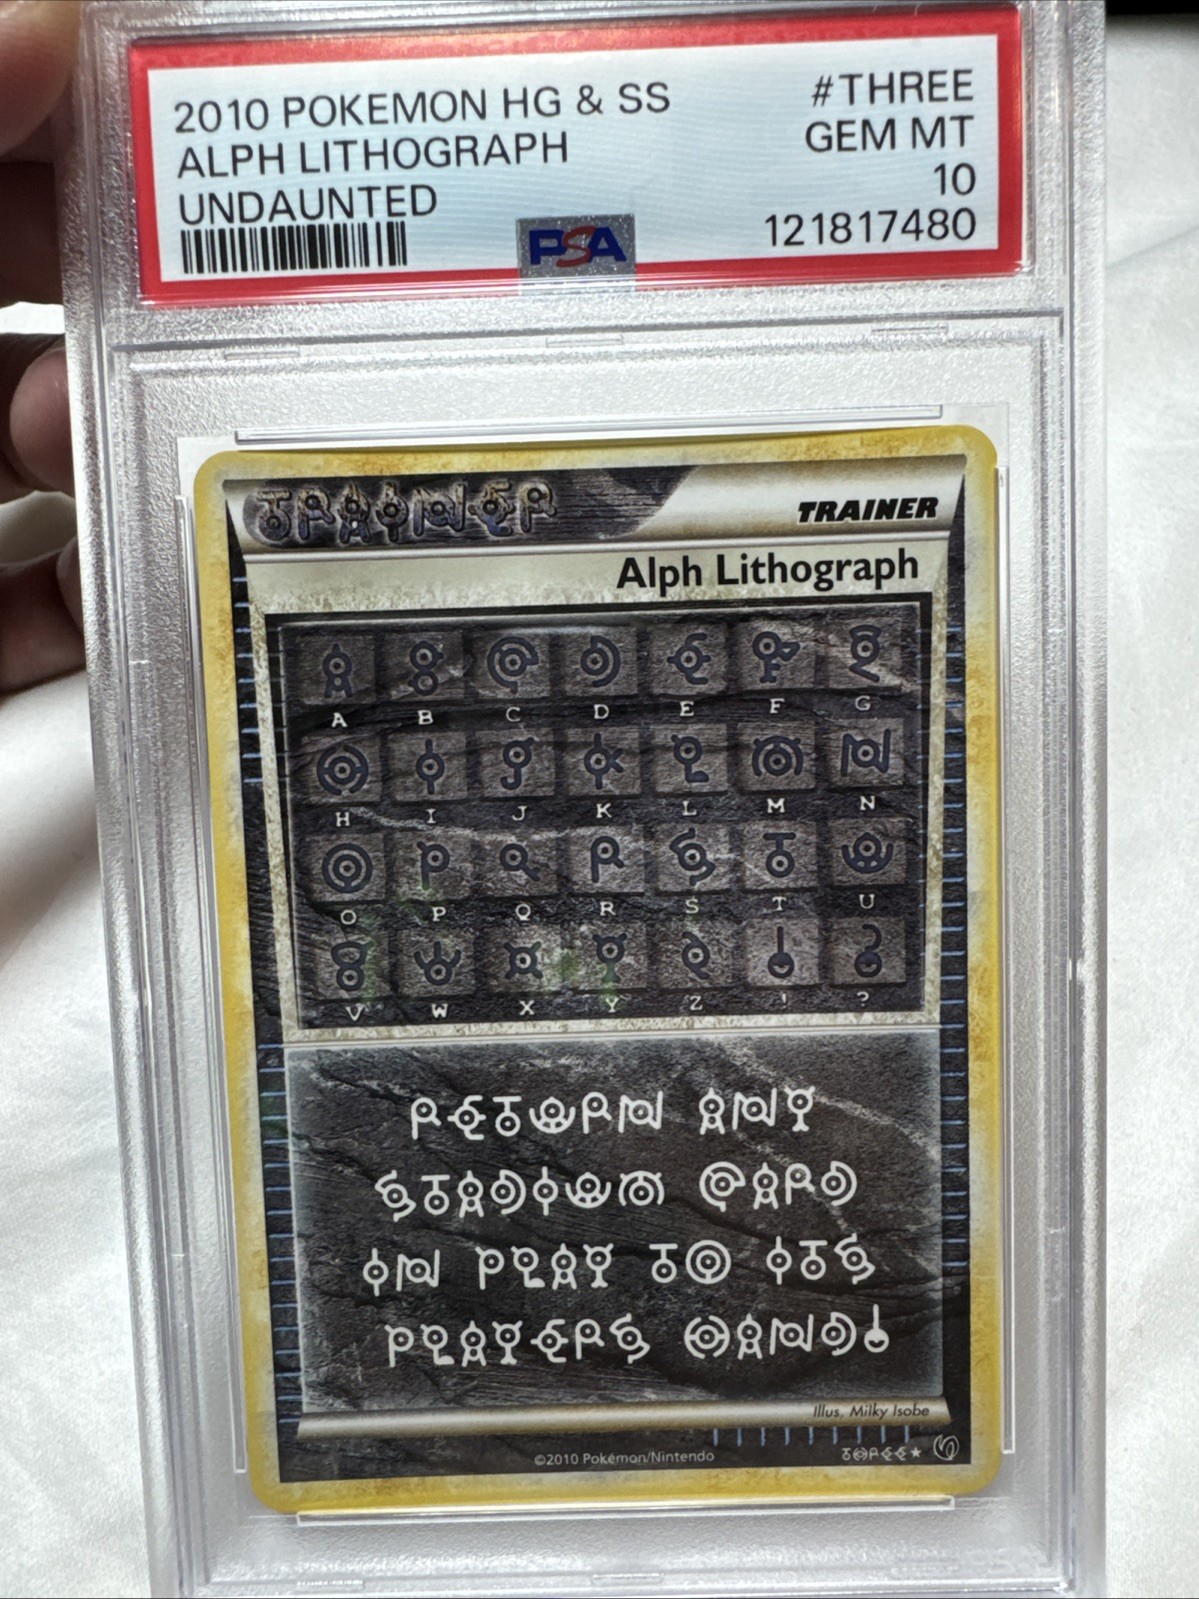 2010 POKEMON HG & SS #THREE
ALPH LITHOGRAPH GEM MT
UNDAUNTED 10
PSA 121817480
TRAINER TRAINER
Alph Lithograph
A B C D E F G
H I J K L M N
O P Q R S T U
V W X Y Z ! ?
RETURN ANY
STADIUM CARD
IN PLAY TO ITS
PLAYERS HAND!
Illus. Milky Isobe
©2010 Pokémon/Nintendo THREE★